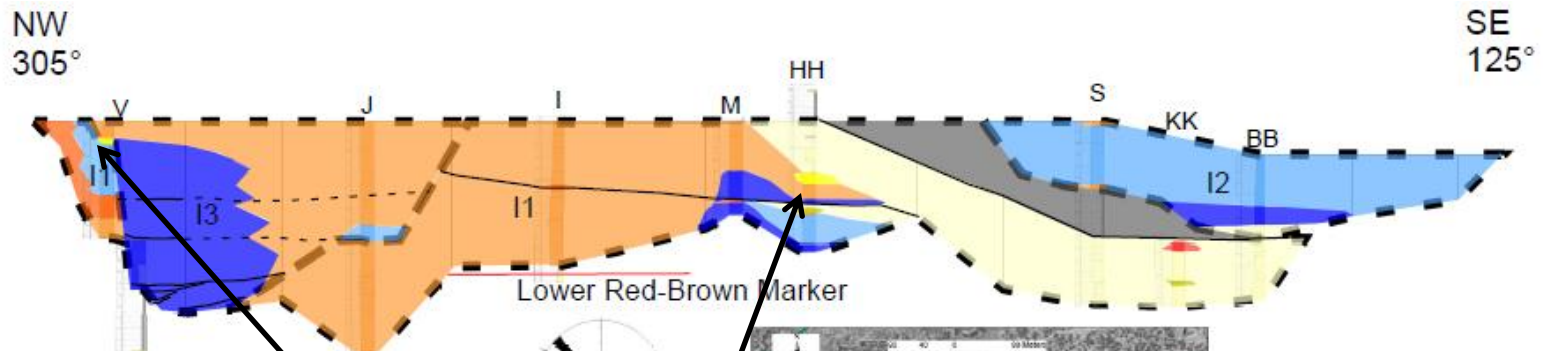 NW
305°
SE
125°
V
J
I
M
HH
S
KK
BB
I1
I3
I1
I2
Lower Red-Brown Marker